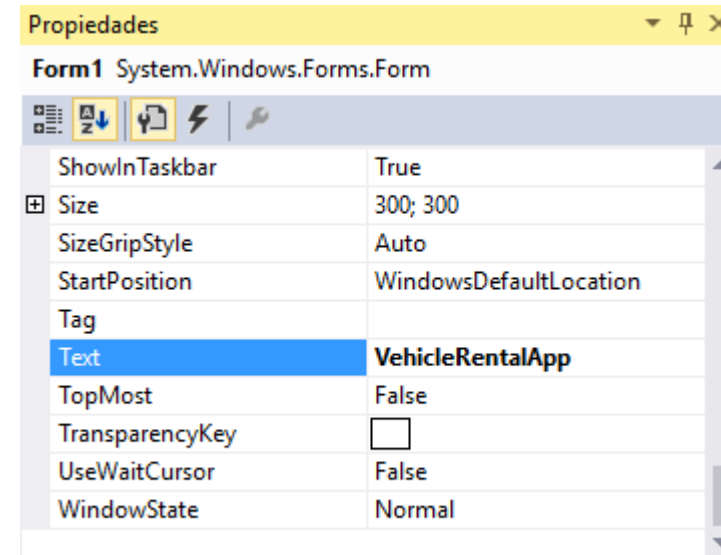 Propiedades
Form1 System.Windows.Forms.Form
ShowInTaskbar True
Size 300; 300
SizeGripStyle Auto
StartPosition WindowsDefaultLocation
Tag
Text VehicleRentalApp
TopMost False
TransparencyKey
UseWaitCursor False
WindowState Normal